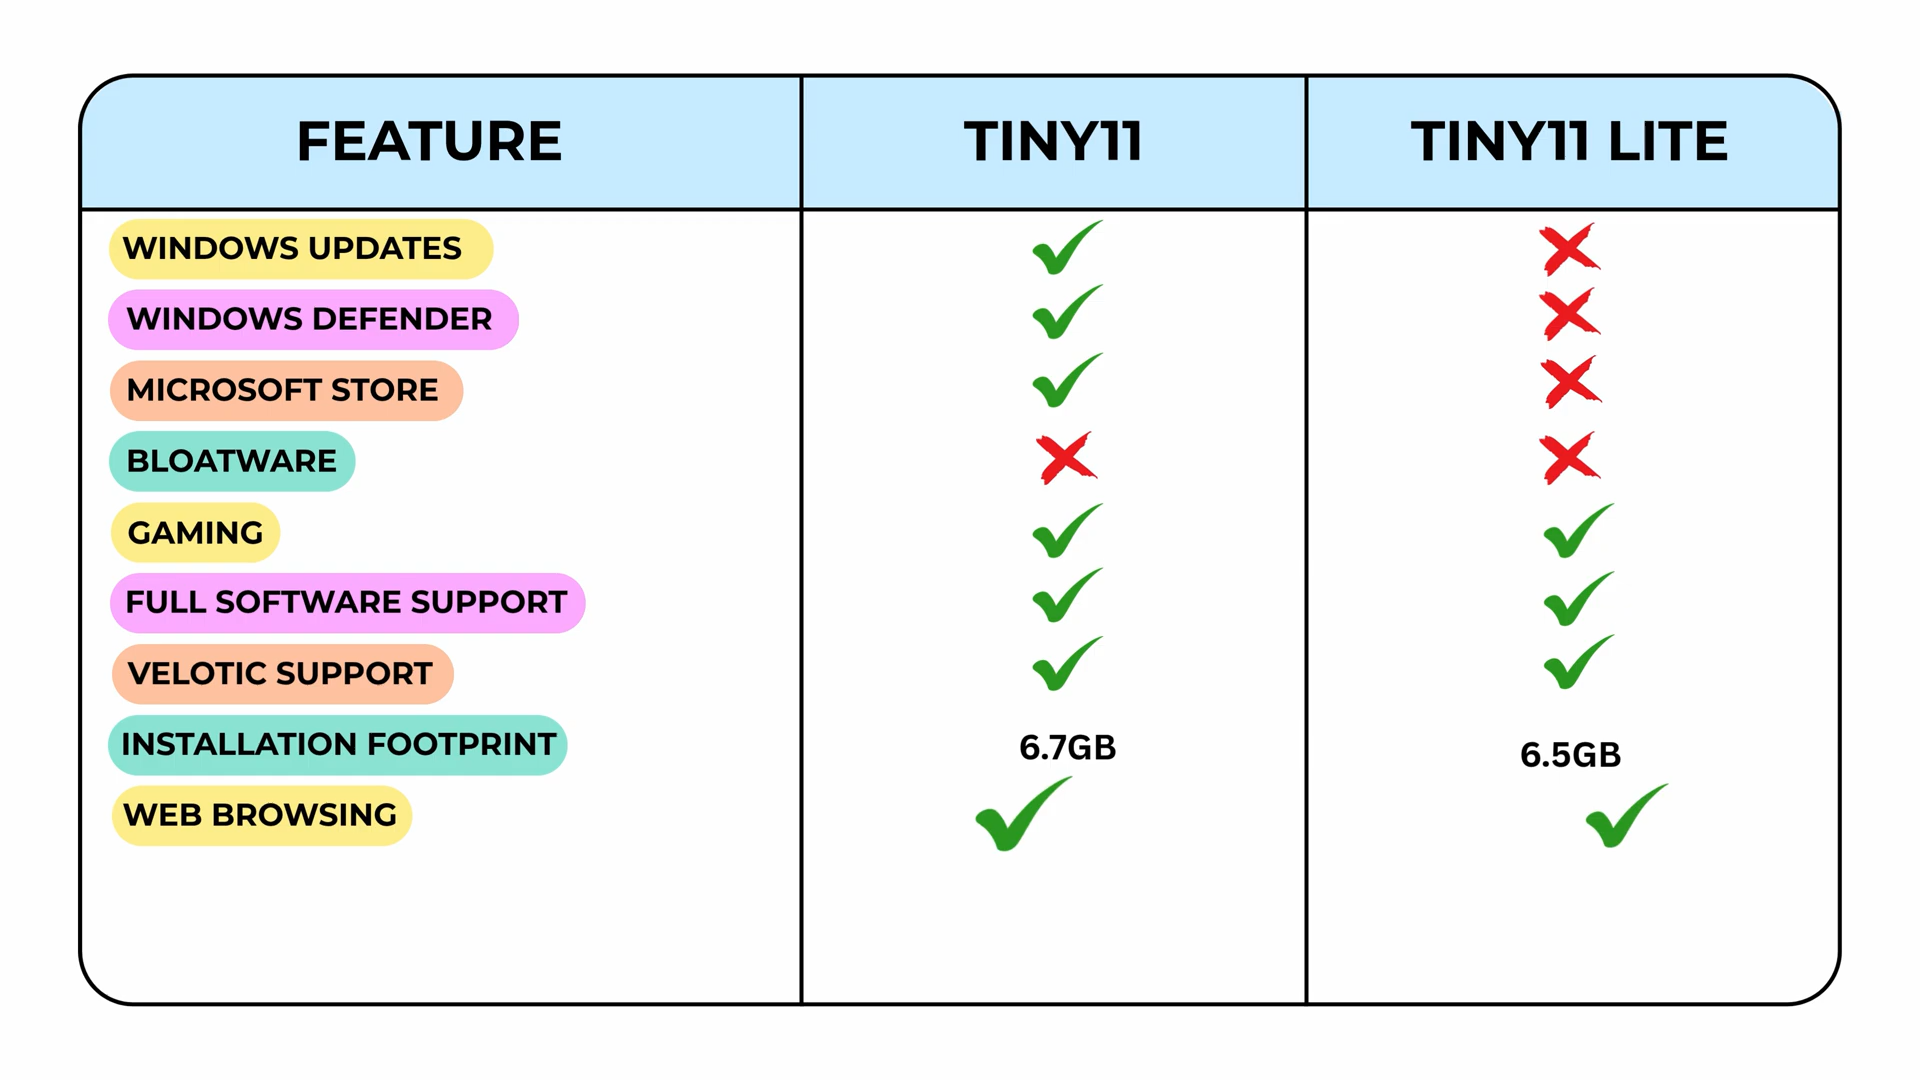 FEATURE TINY11 TINY11 LITE
WINDOWS UPDATES
WINDOWS DEFENDER
MICROSOFT STORE
BLOATWARE
GAMING
FULL SOFTWARE SUPPORT
VELOTIC SUPPORT
INSTALLATION FOOTPRINT 6.7GB 6.5GB
WEB BROWSING